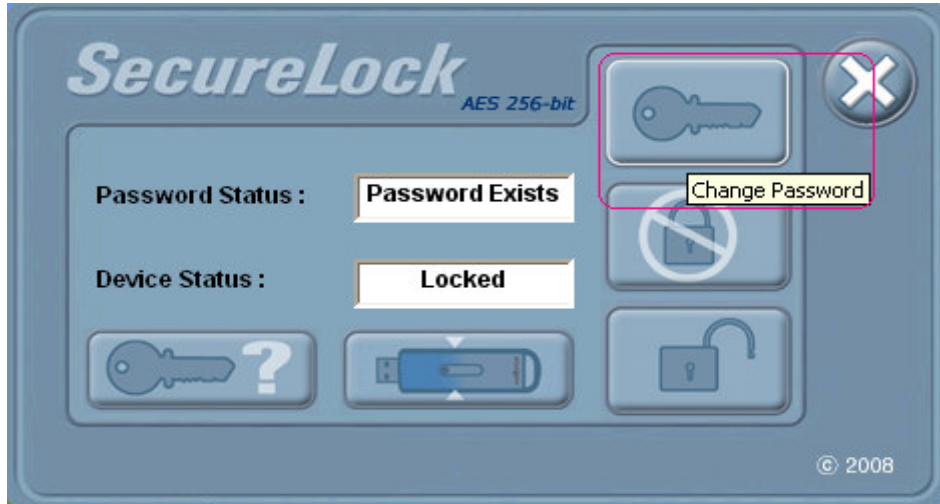 SecureLock
AES 256-bit
Password Status :
Password Exists
Change Password
Device Status :
Locked
?
© 2008